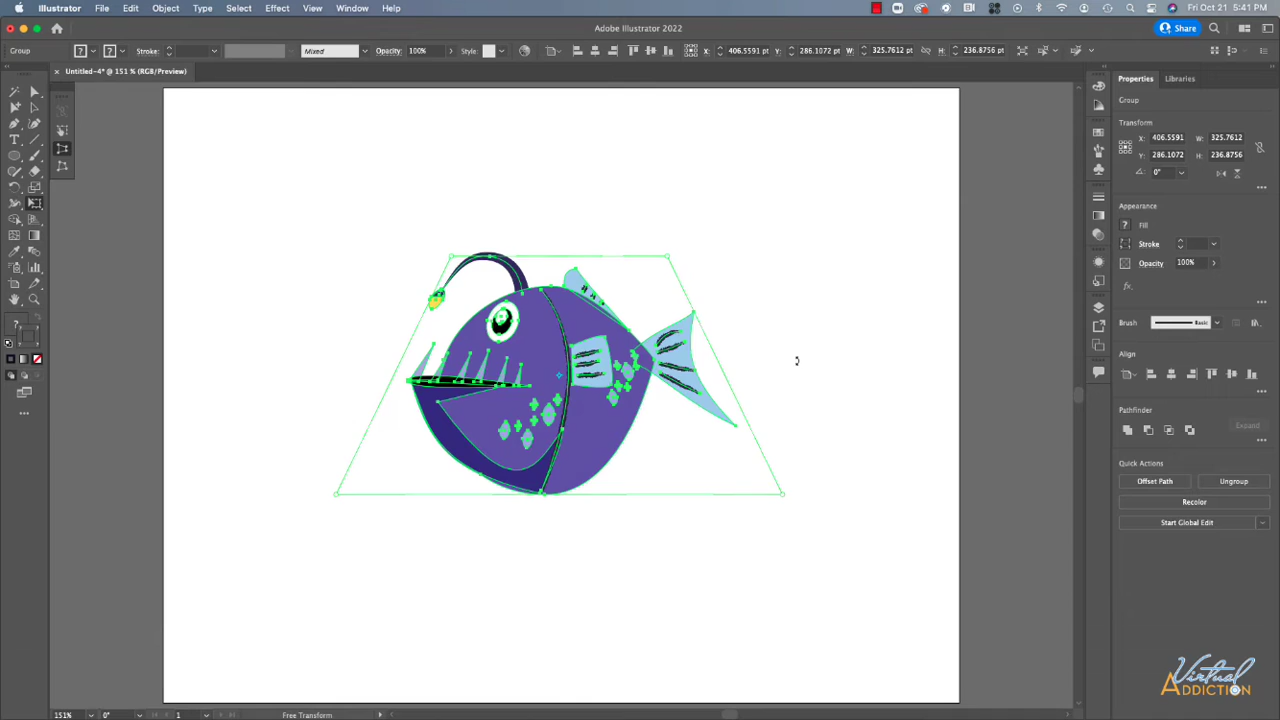 Illustrator File Edit Object Type Select Effect View Window Help Fri Oct 21 5:41 PM
Adobe Illustrator 2022 Share
Group Stroke: Mixed Opacity: 100% Style: X: 406.5591 pt Y: 286.1072 pt W: 325.7612 pt H: 236.8756 pt
Untitled-4* @ 151 % (RGB/Preview)
Properties Libraries
Group
Transform
X: 406.5591 W: 325.7612
Y: 286.1072 H: 236.8756
0°
Appearance
? Fill
Stroke
Opacity 100%
fx.
Brush Basic
Align
Pathfinder
Expand
Quick Actions
Offset Path Ungroup
Recolor
Start Global Edit
Virtual
Addiction
151% 0° 1 Free Transform